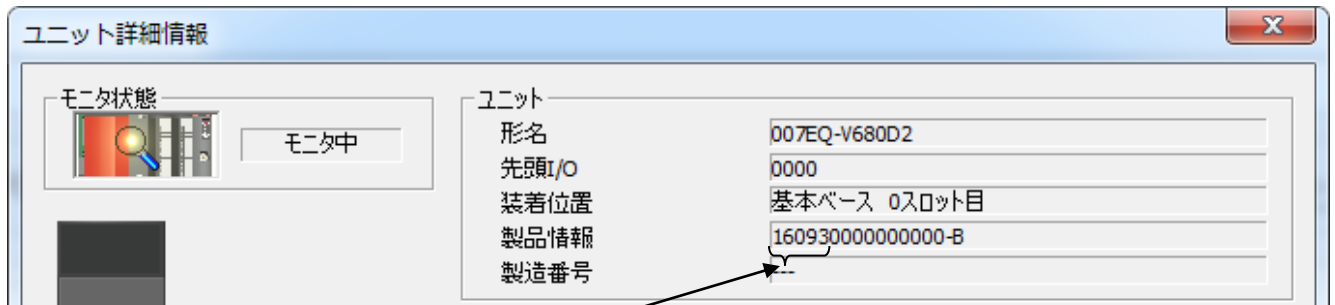 ユニット詳細情報
モニタ状態
モニタ中
ユニット
形名 007EQ-V680D2
先頭I/O 0000
装着位置 基本ベース 0スロット目
製品情報 160930000000000-B
製造番号 ---